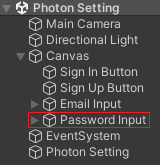 Photon Setting
Main Camera
Directional Light
Canvas
Sign In Button
Sign Up Button
Email Input
Password Input
EventSystem
Photon Setting